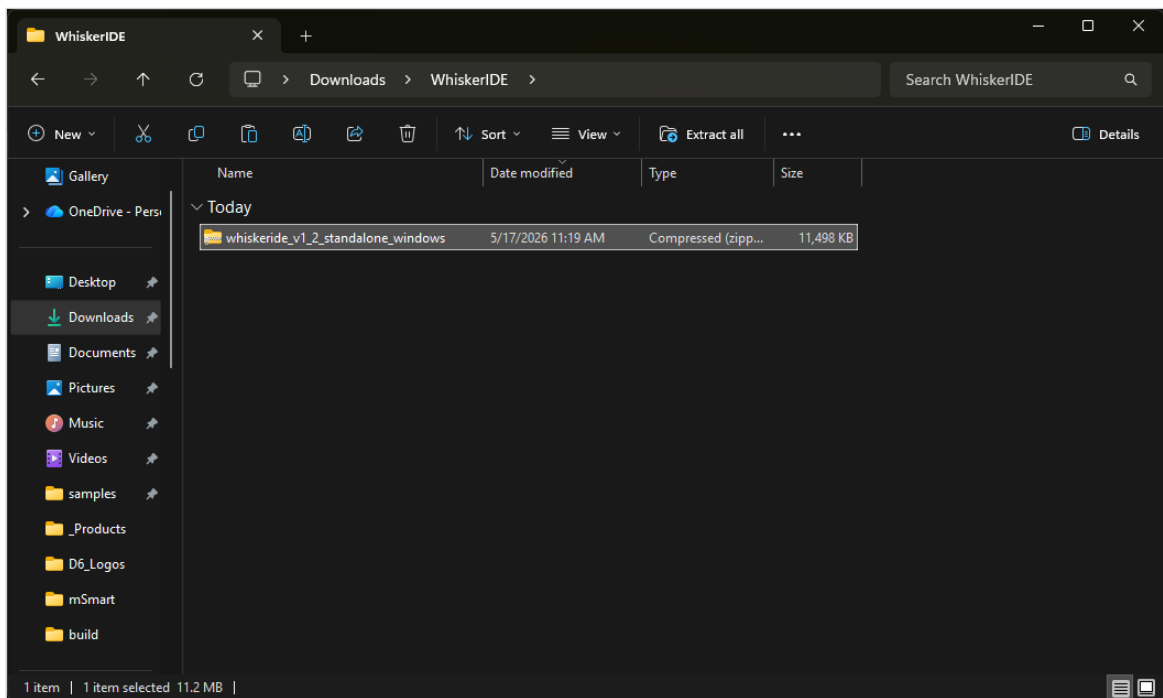 WhiskerIDE
Downloads > WhiskerIDE >
Search WhiskerIDE
New
Sort
View
Extract all
Details
Gallery
OneDrive - Perso
Desktop
Downloads
Documents
Pictures
Music
Videos
samples
_Products
D6_Logos
mSmart
build
Name
Date modified
Type
Size
Today
whiskeride_v1_2_standalone_windows
5/17/2026 11:19 AM
Compressed (zipp...
11,498 KB
1 item
1 item selected 11.2 MB